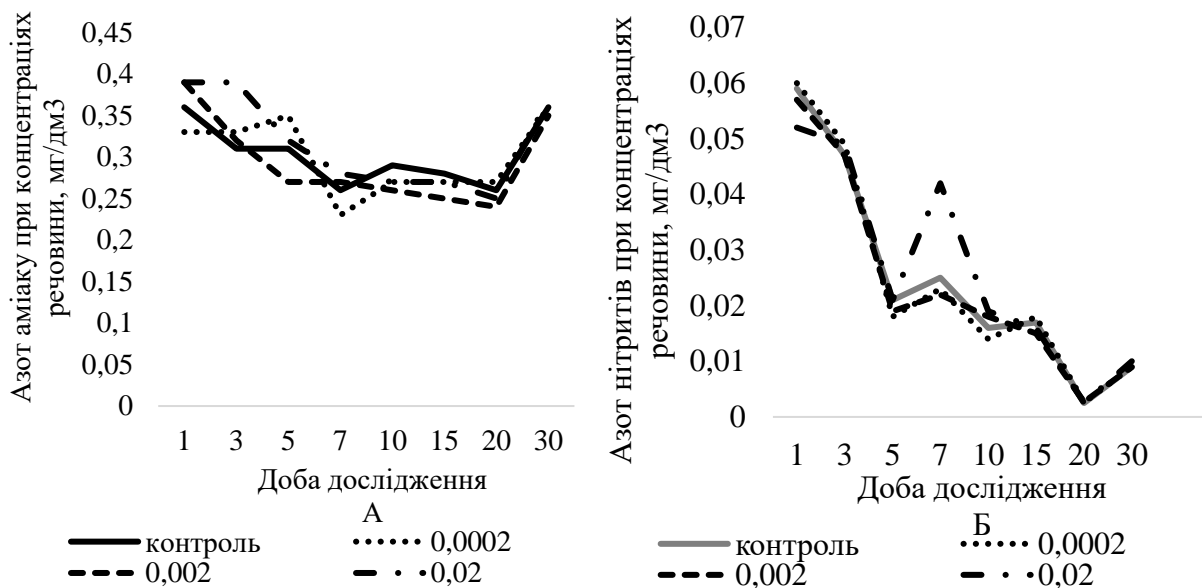 Азот аміаку при концентраціях
речовини, мг/дм3
0,45
0,4
0,35
0,3
0,25
0,2
0,15
0,1
0,05
0
1 3 5 7 10 15 20 30
Доба дослідження
А
контроль
0,0002
0,002
0,02
Азот нітритів при концентраціях
речовини, мг/дм3
0,07
0,06
0,05
0,04
0,03
0,02
0,01
0
1 3 5 7 10 15 20 30
Доба дослідження
Б
контроль
0,0002
0,002
0,02